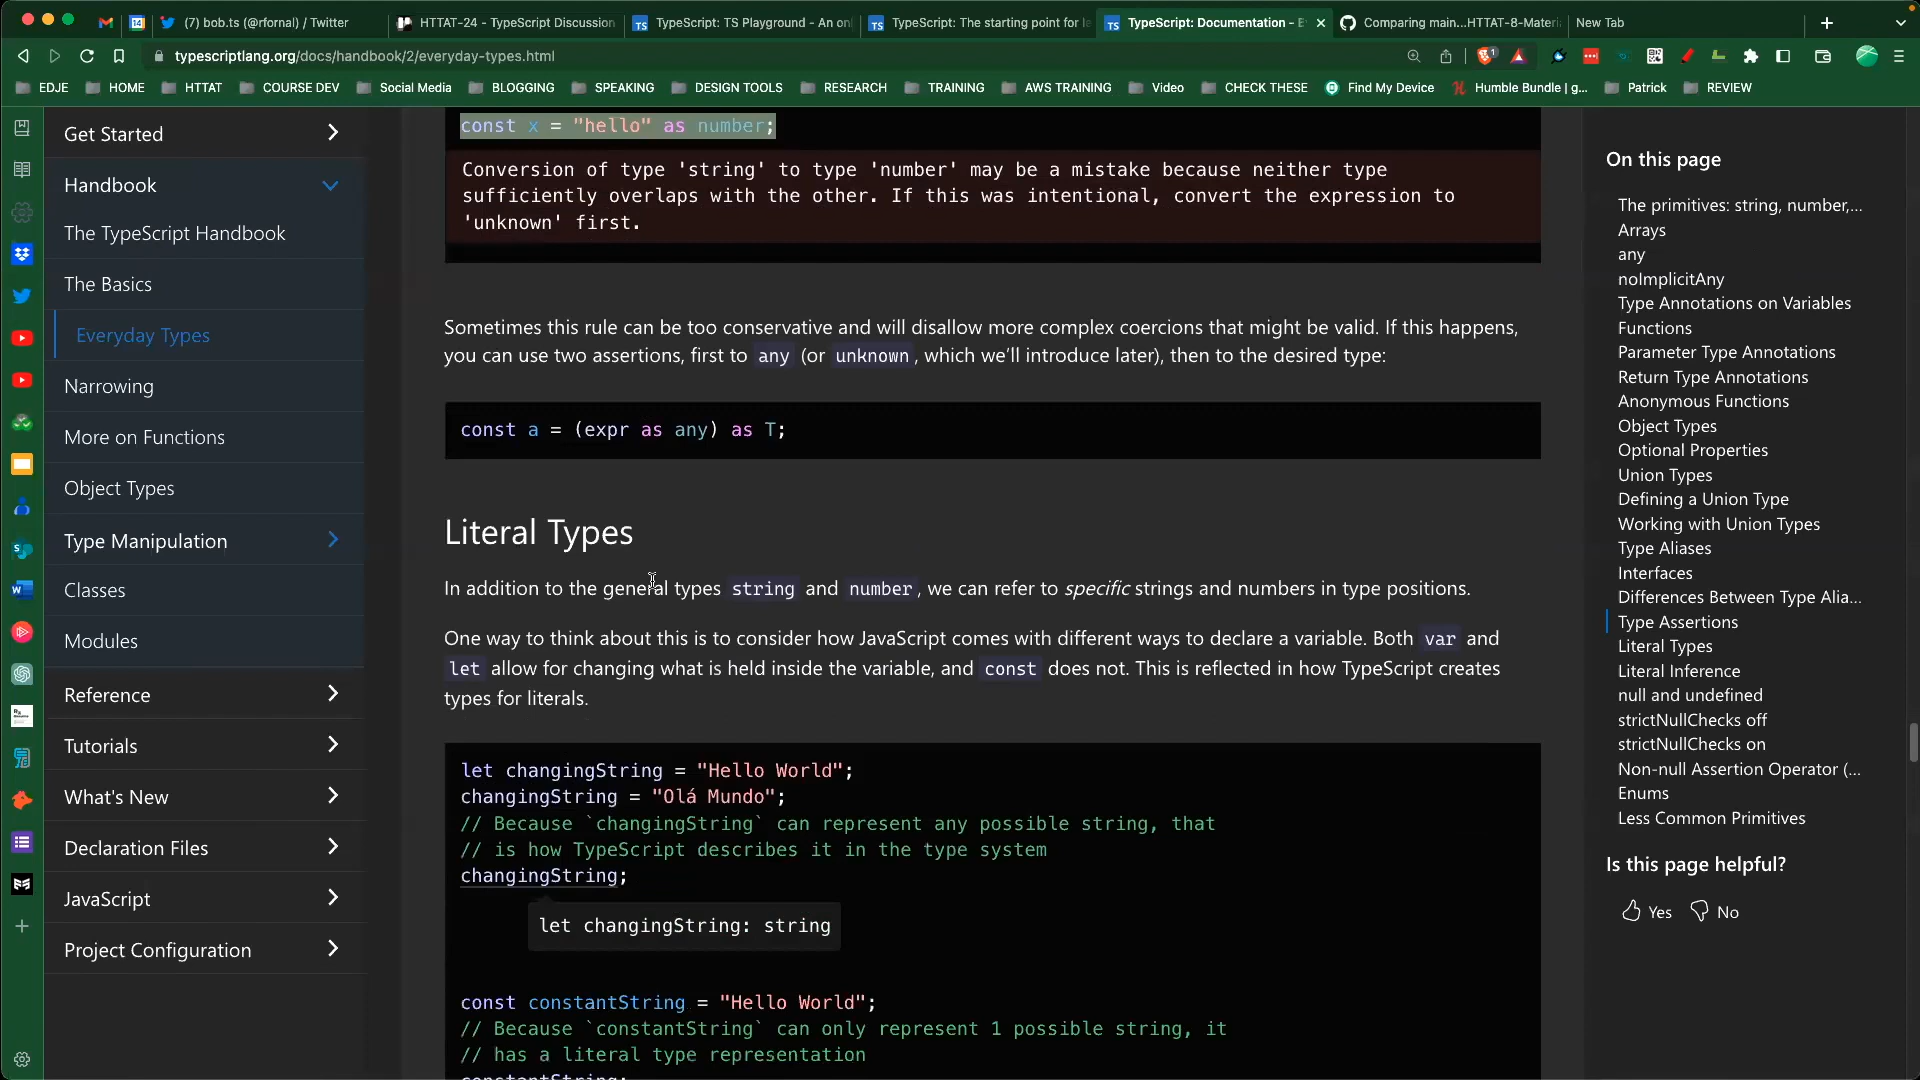 (7) bob.ts (@rfornal) / Twitter
HTTAT-24 - TypeScript Discussion
TypeScript: TS Playground - An onl
TypeScript: The starting point for le
TypeScript: Documentation - E
Comparing main...HTTAT-8-Materi
New Tab
typescriptlang.org/docs/handbook/2/everyday-types.html
EDJE HOME HTTAT COURSE DEV Social Media BLOGGING SPEAKING DESIGN TOOLS RESEARCH TRAINING AWS TRAINING Video CHECK THESE Find My Device Humble Bundle | g... Patrick REVIEW
Get Started
Handbook
The TypeScript Handbook
The Basics
Everyday Types
Narrowing
More on Functions
Object Types
Type Manipulation
Classes
Modules
Reference
Tutorials
What's New
Declaration Files
JavaScript
Project Configuration
const x = "hello" as number;
Conversion of type 'string' to type 'number' may be a mistake because neither type
sufficiently overlaps with the other. If this was intentional, convert the expression to
'unknown' first.
Sometimes this rule can be too conservative and will disallow more complex coercions that might be valid. If this happens,
you can use two assertions, first to any (or unknown, which we'll introduce later), then to the desired type:
const a = (expr as any) as T;
Literal Types
In addition to the general types string and number, we can refer to specific strings and numbers in type positions.
One way to think about this is to consider how JavaScript comes with different ways to declare a variable. Both var and
let allow for changing what is held inside the variable, and const does not. This is reflected in how TypeScript creates
types for literals.
let changingString = "Hello World";
changingString = "Olá Mundo";
// Because `changingString` can represent any possible string, that
// is how TypeScript describes it in the type system
changingString;
let changingString: string
const constantString = "Hello World";
// Because `constantString` can only represent 1 possible string, it
// has a literal type representation
constantString;
On this page
The primitives: string, number,...
Arrays
any
noImplicitAny
Type Annotations on Variables
Functions
Parameter Type Annotations
Return Type Annotations
Anonymous Functions
Object Types
Optional Properties
Union Types
Defining a Union Type
Working with Union Types
Type Aliases
Interfaces
Differences Between Type Alia...
Type Assertions
Literal Types
Literal Inference
null and undefined
strictNullChecks off
strictNullChecks on
Non-null Assertion Operator (...
Enums
Less Common Primitives
Is this page helpful?
Yes No